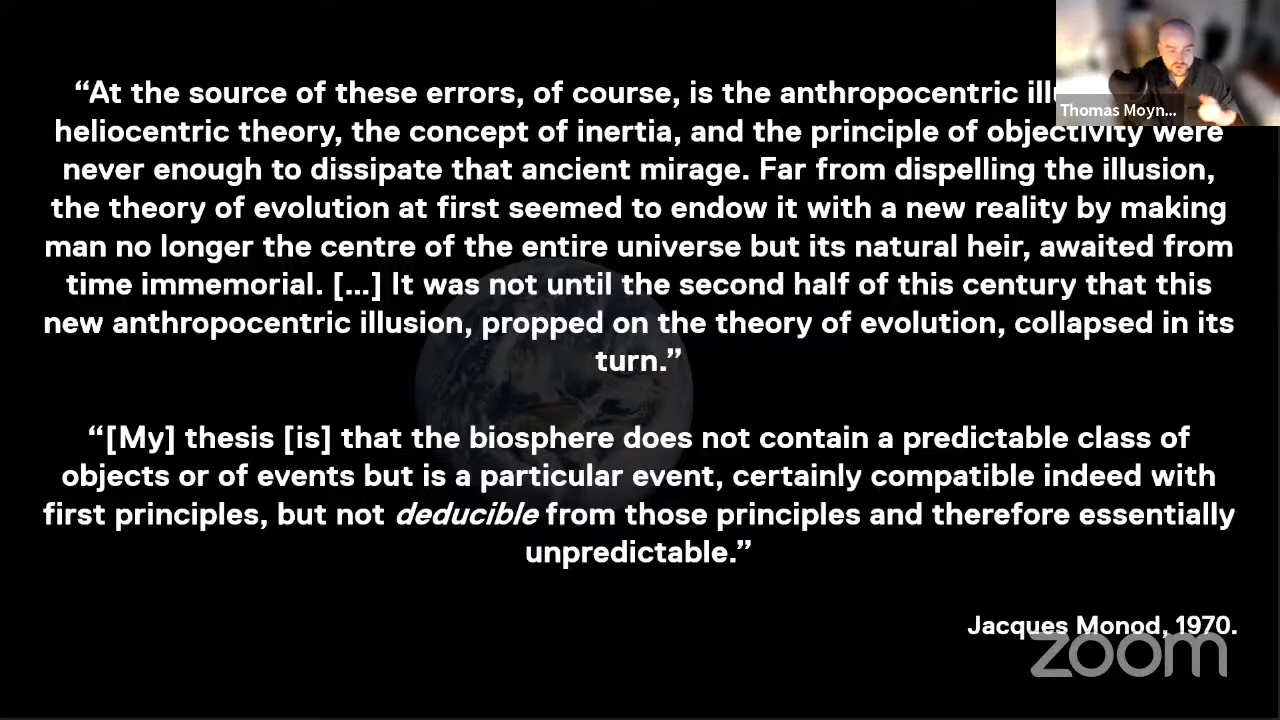 “At the source of these errors, of course, is the anthropocentric
heliocentric theory, the concept of inertia, and the principle of objectivity were
never enough to dissipate that ancient mirage. Far from dispelling the illusion,
the theory of evolution at first seemed to endow it with a new reality by making
man no longer the centre of the entire universe but its natural heir, awaited from
time immemorial. [...] It was not until the second half of this century that this
new anthropocentric illusion, propped on the theory of evolution, collapsed in its
turn.”
“[My] thesis [is] that the biosphere does not contain a predictable class of
objects or of events but is a particular event, certainly compatible indeed with
first principles, but not deducible from those principles and therefore essentially
unpredictable.”
Jacques Monod, 1970.
zoom
Thomas Moyn...